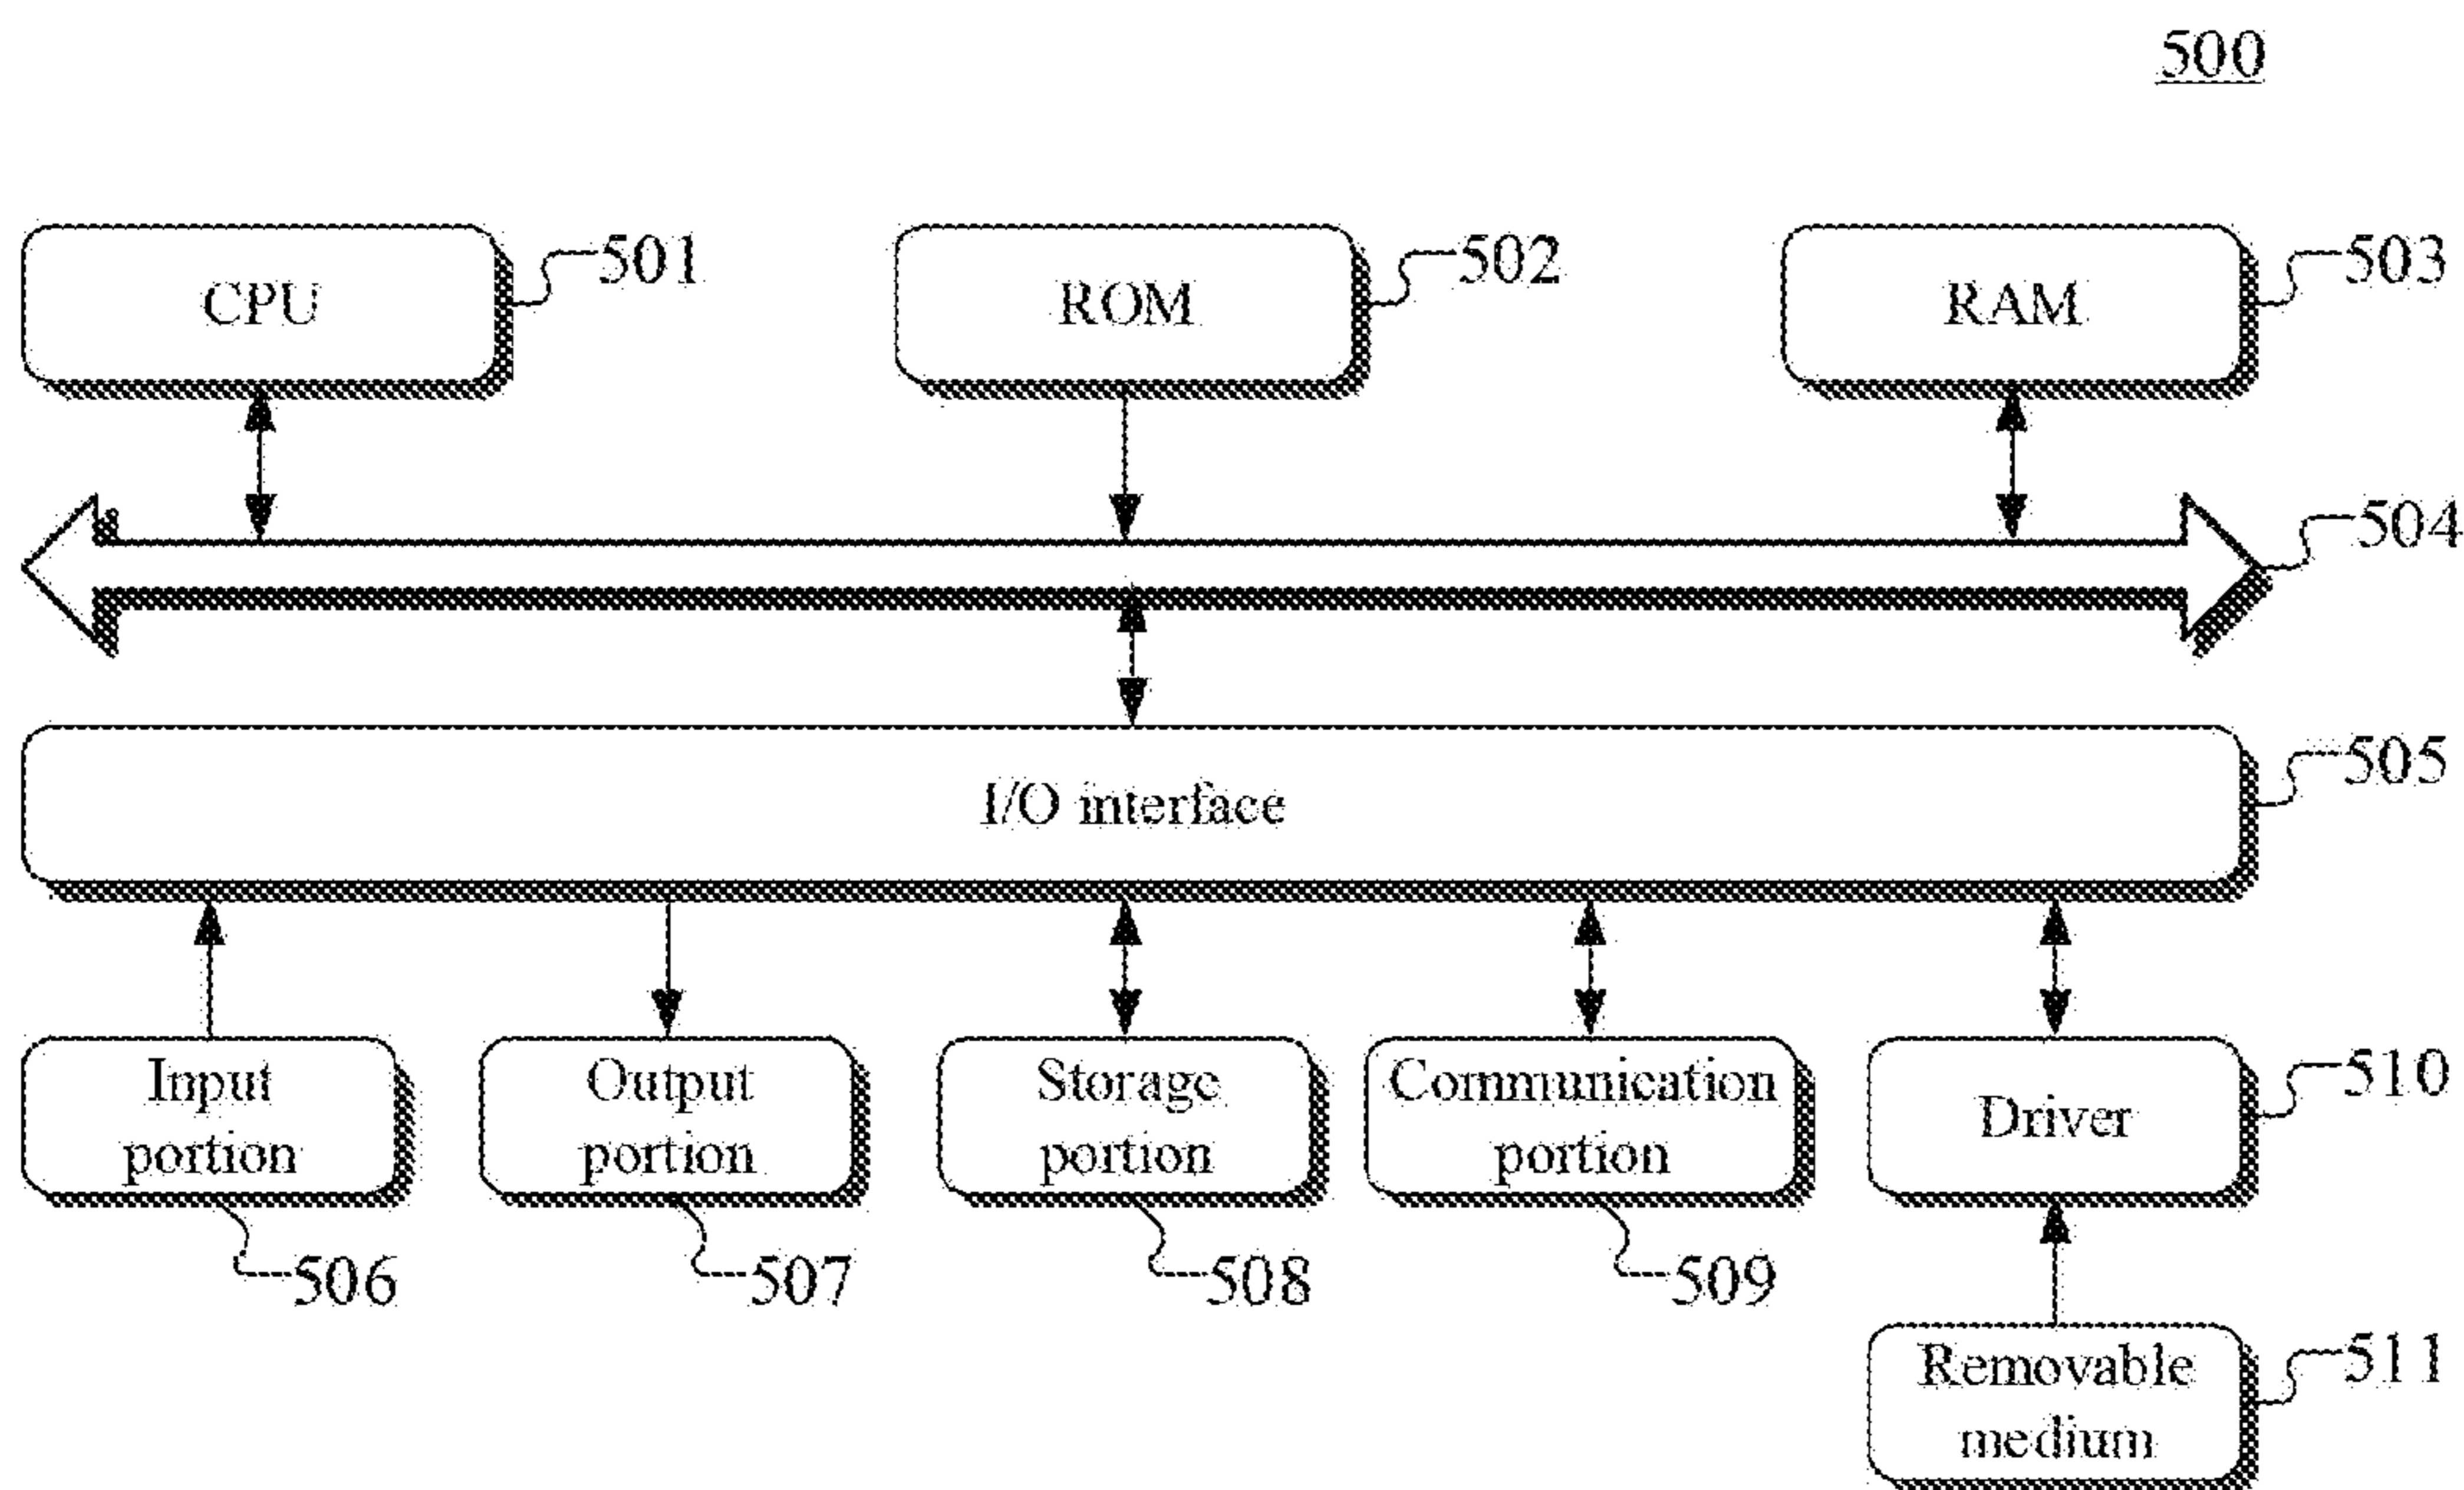 500
CPU
501
ROM
502
RAM
503
504
I/O interface
505
Input
portion
506
Output
portion
507
Storage
portion
508
Communication
portion
509
Driver
510
Removable
medium
511